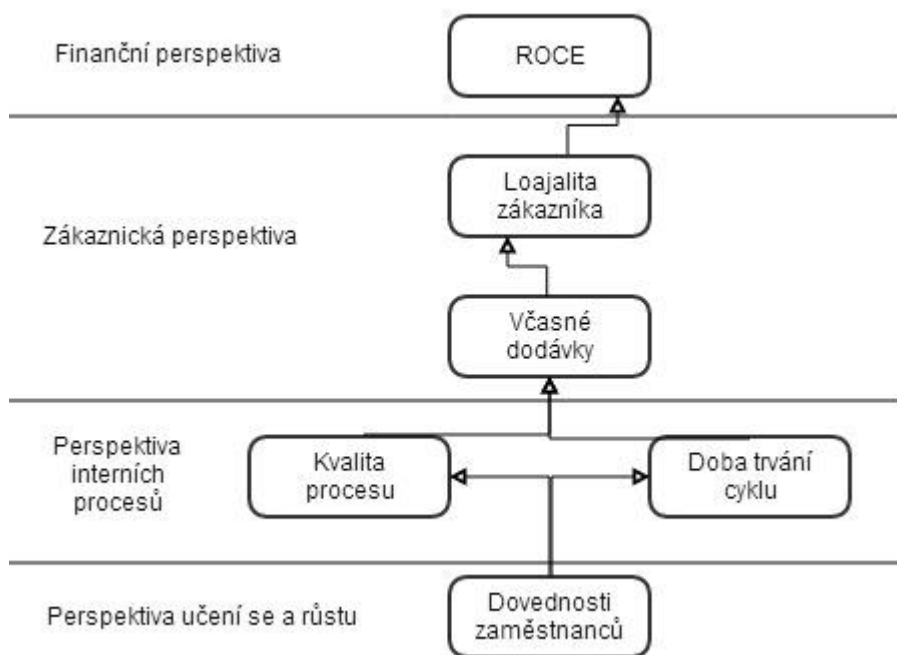 Finanční perspektiva
ROCE
Loajalita
zákazníka
Zákaznická perspektiva
Včasné
dodávky
Perspektiva
interních
procesů
Kvalita
procesu
Doba trvání
cyklu
Perspektiva učení se a růstu
Dovednosti
zaměstnanců